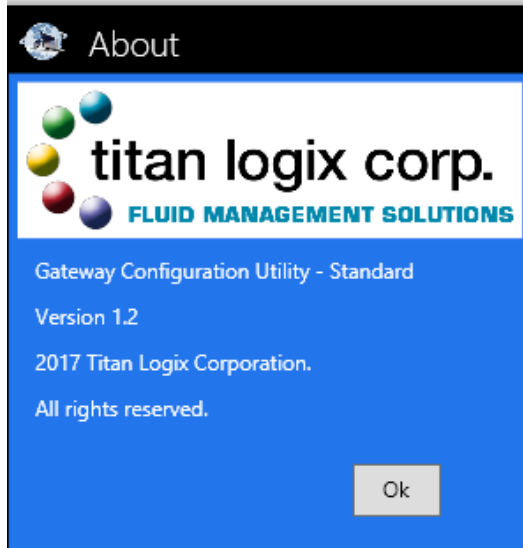 About
titan logix corp.
FLUID MANAGEMENT SOLUTIONS
Gateway Configuration Utility - Standard
Version 1.2
2017 Titan Logix Corporation.
All rights reserved.
Ok